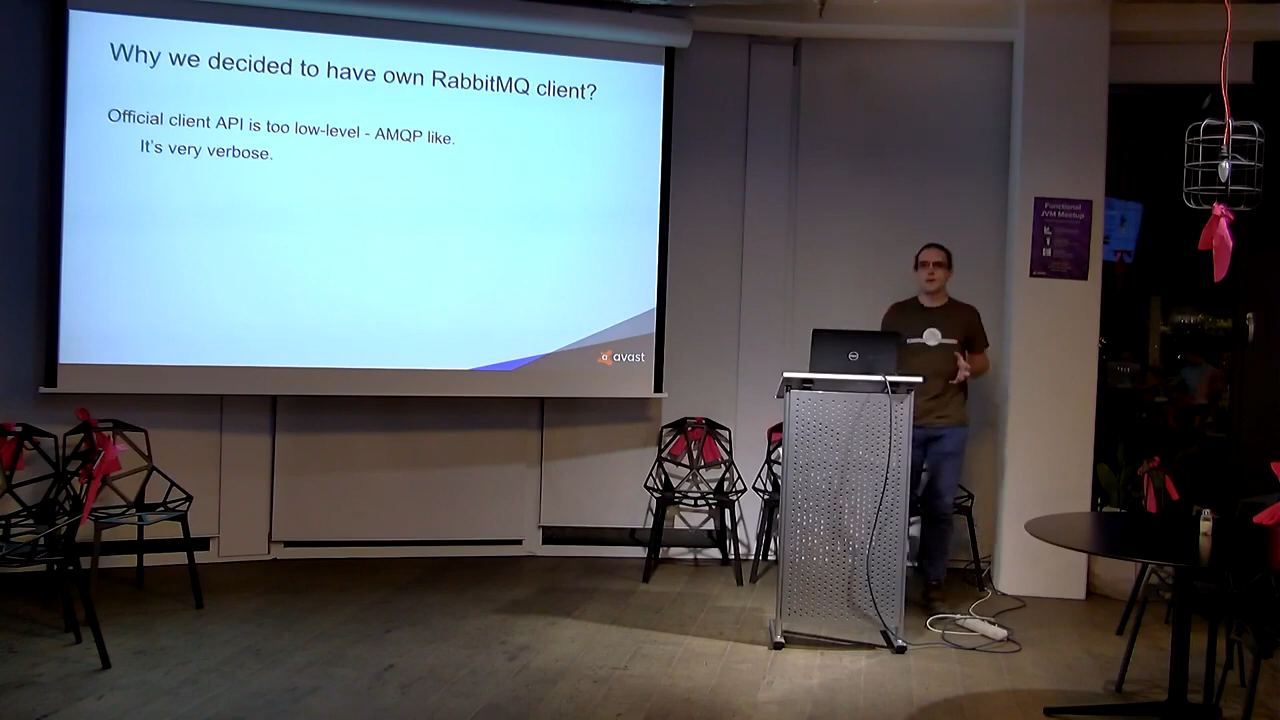 Why we decided to have own RabbitMQ client?
Official client API is too low-level - AMQP like.
It's very verbose.
avast
Functional
JVM Meetup
DELL